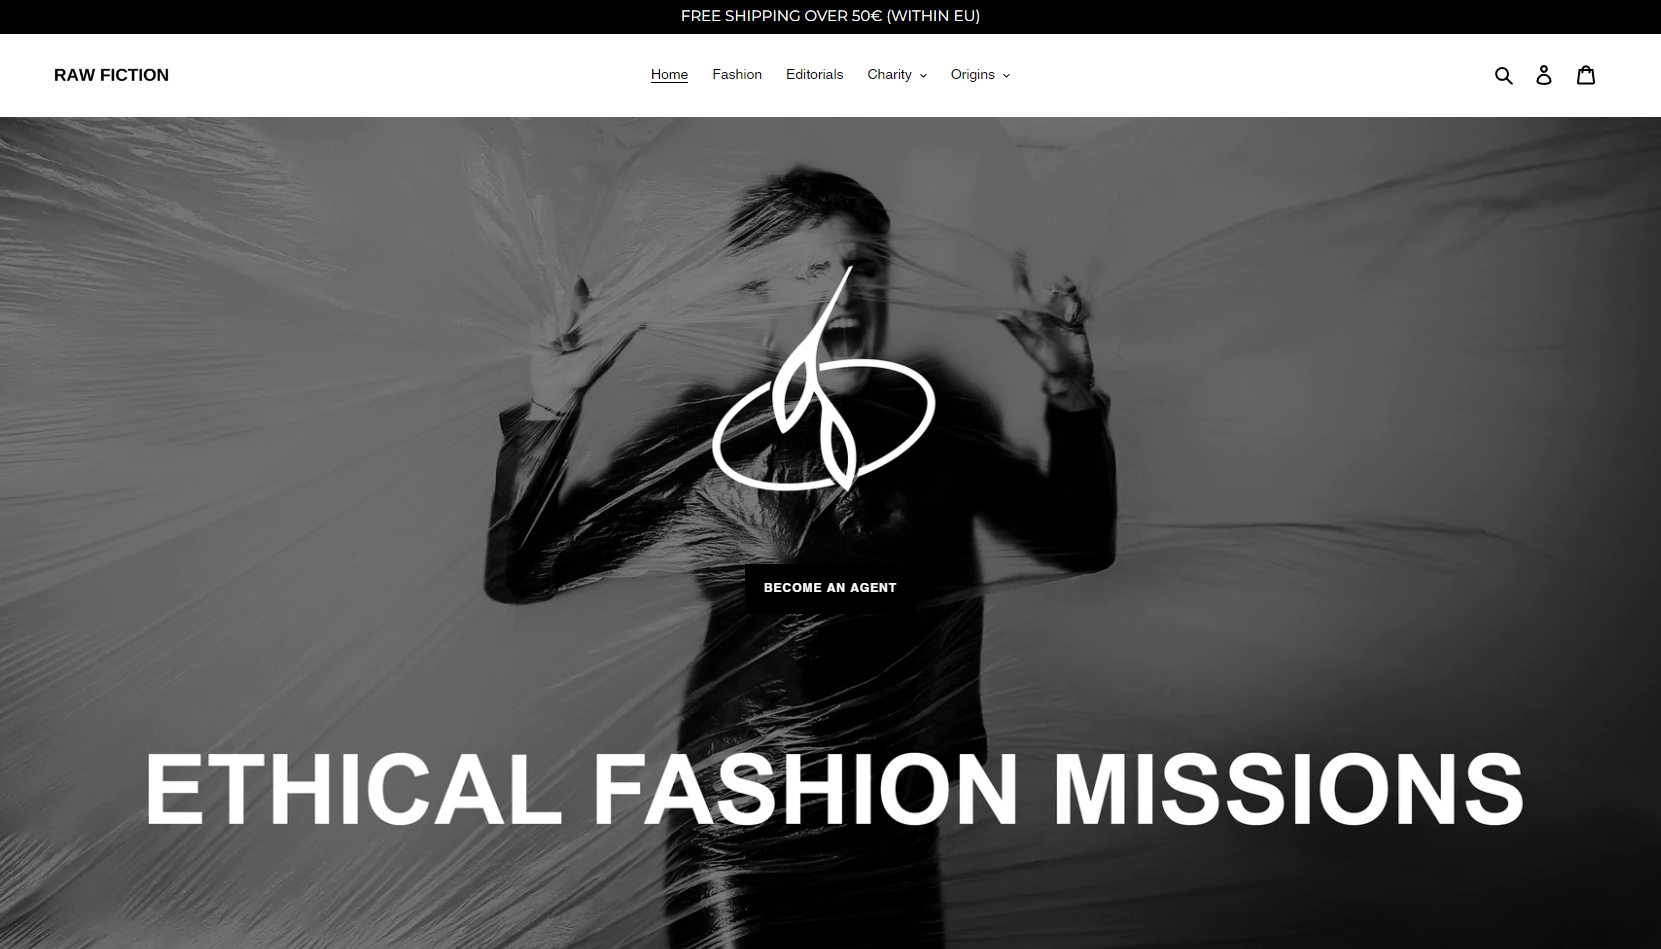 FREE SHIPPING OVER 50€ (WITHIN EU)
RAW FICTION
Home
Fashion
Editorials
Charity
Origins
BECOME AN AGENT
ETHICAL FASHION MISSIONS